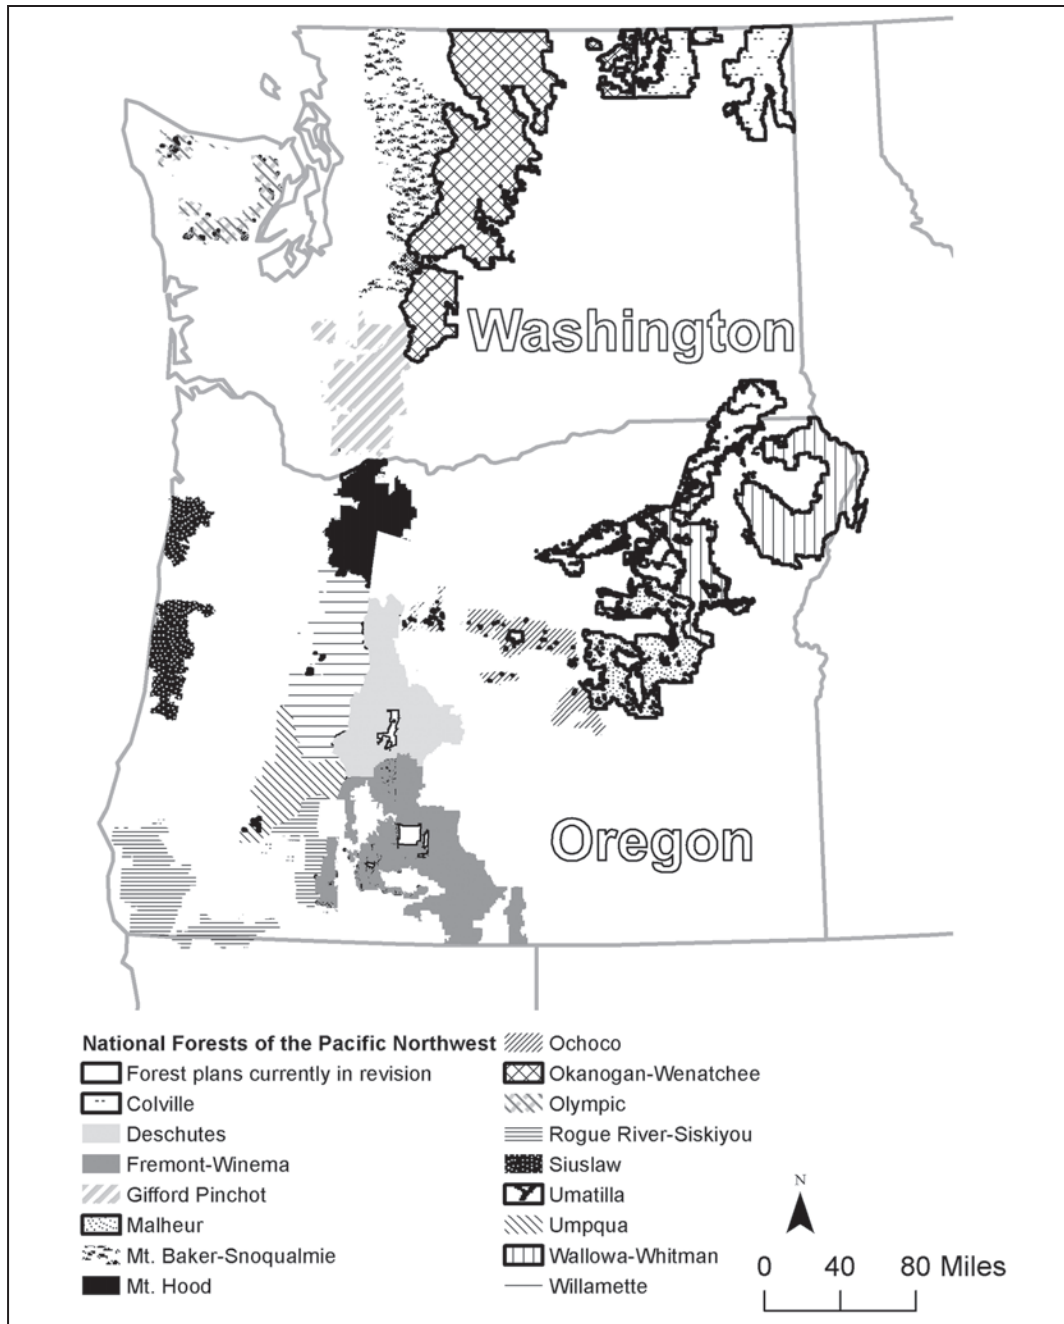 Washington
Oregon
National Forests of the Pacific Northwest
Forest plans currently in revision
Colville
Deschutes
Fremont-Winema
Gifford Pinchot
Malheur
Mt. Baker-Snoqualmie
Mt. Hood
Ochoco
Okanogan-Wenatchee
Olympic
Rogue River-Siskiyou
Siuslaw
Umatilla
Umpqua
Wallowa-Whitman
Willamette
N
0 40 80 Miles